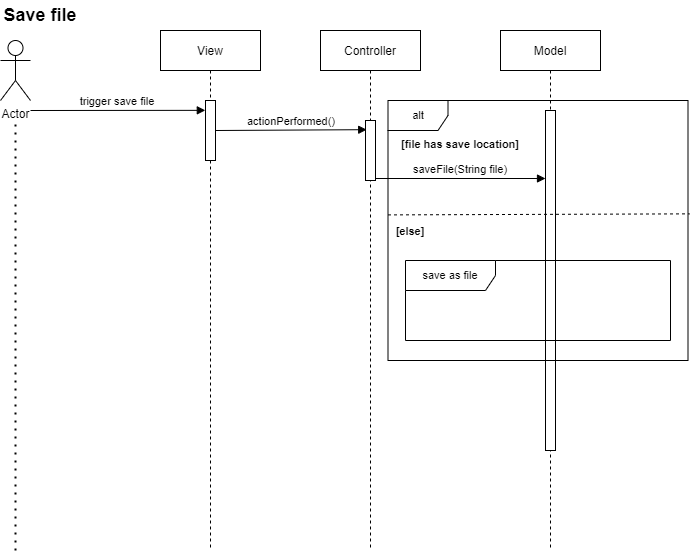 Save file
View
Controller
Model
Actor
trigger save file
actionPerformed()
alt
[file has save location]
saveFile(String file)
[else]
save as file